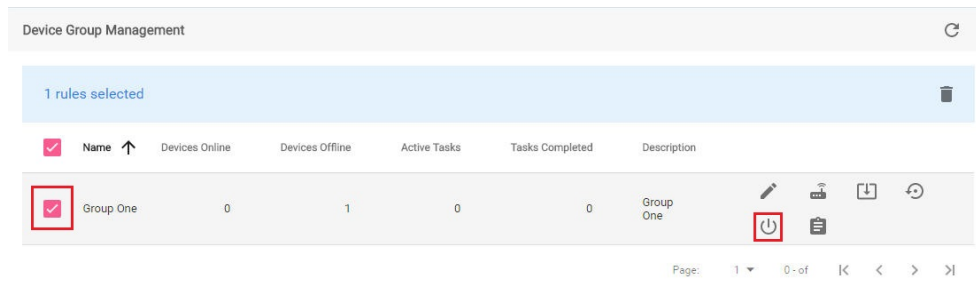 Device Group Management
1 rules selected
Name Devices Online Devices Offline Active Tasks Tasks Completed Description
Group One 0 1 0 0 Group
One
Page: 1 0 - of